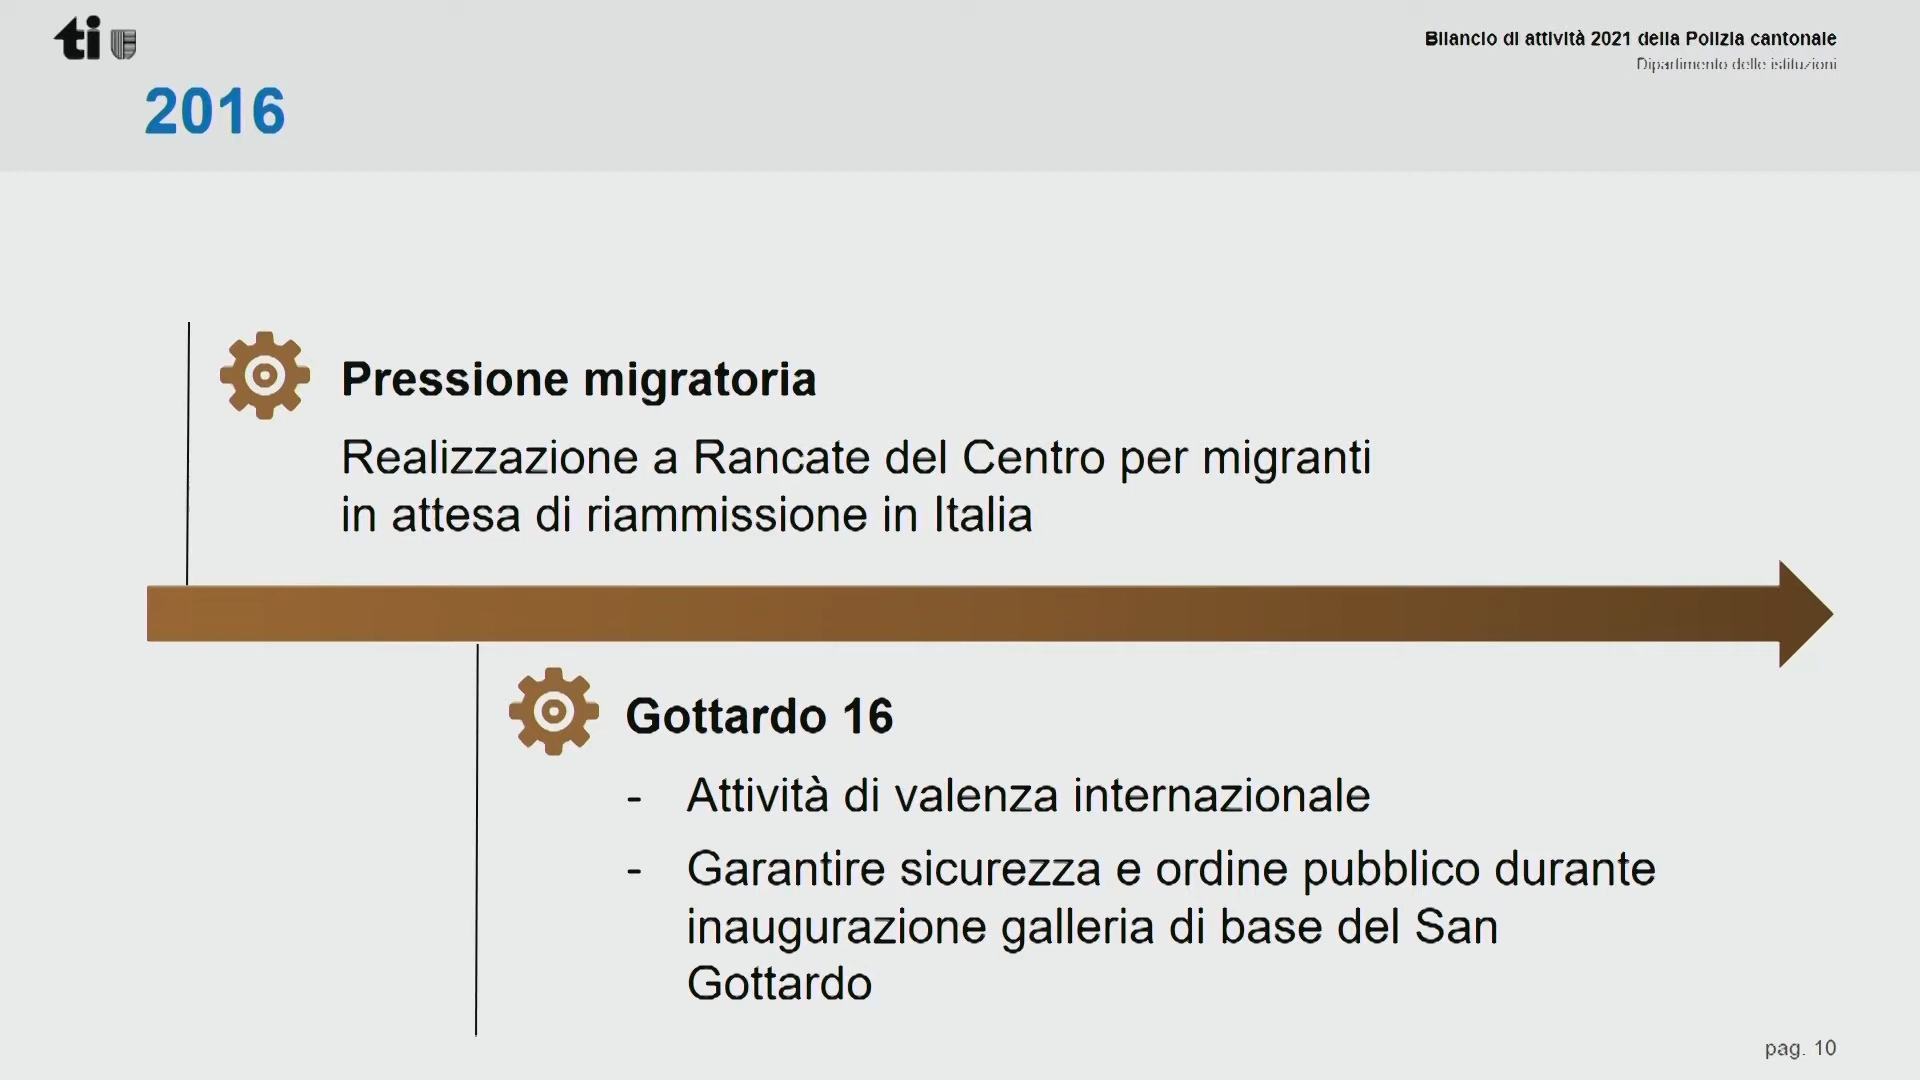 ti
Bilancio di attività 2021 della Polizia cantonale
Dipartimento delle istituzioni
2016
Pressione migratoria
Realizzazione a Rancate del Centro per migranti
in attesa di riammissione in Italia
Gottardo 16
- Attività di valenza internazionale
- Garantire sicurezza e ordine pubblico durante
inaugurazione galleria di base del San
Gottardo
pag. 10